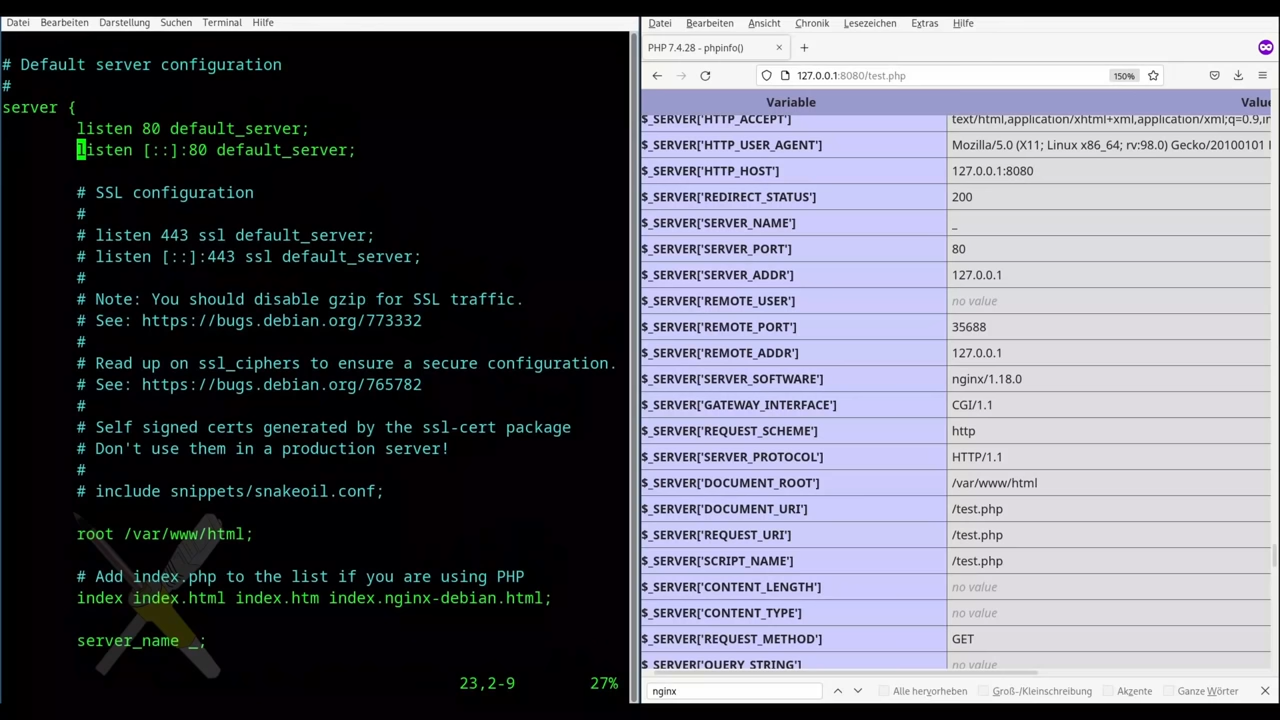 Datei Bearbeiten Darstellung Suchen Terminal Hilfe
# Default server configuration
#
server {
listen 80 default_server;
listen [::]:80 default_server;
# SSL configuration
#
# listen 443 ssl default_server;
# listen [::]:443 ssl default_server;
#
# Note: You should disable gzip for SSL traffic.
# See: https://bugs.debian.org/773332
#
# Read up on ssl_ciphers to ensure a secure configuration.
# See: https://bugs.debian.org/765782
#
# Self signed certs generated by the ssl-cert package
# Don't use them in a production server!
#
# include snippets/snakeoil.conf;
root /var/www/html;
# Add index.php to the list if you are using PHP
index index.html index.htm index.nginx-debian.html;
server_name _;
23,2-9 27%
Datei Bearbeiten Ansicht Chronik Lesezeichen Extras Hilfe
PHP 7.4.28 - phpinfo()
127.0.0.1:8080/test.php 150%
Variable Value
$_SERVER['HTTP_ACCEPT'] text/html,application/xhtml+xml,application/xml;q=0.9,i
$_SERVER['HTTP_USER_AGENT'] Mozilla/5.0 (X11; Linux x86_64; rv:98.0) Gecko/20100101
$_SERVER['HTTP_HOST'] 127.0.0.1:8080
$_SERVER['REDIRECT_STATUS'] 200
$_SERVER['SERVER_NAME'] _
$_SERVER['SERVER_PORT'] 80
$_SERVER['SERVER_ADDR'] 127.0.0.1
$_SERVER['REMOTE_USER'] no value
$_SERVER['REMOTE_PORT'] 35688
$_SERVER['REMOTE_ADDR'] 127.0.0.1
$_SERVER['SERVER_SOFTWARE'] nginx/1.18.0
$_SERVER['GATEWAY_INTERFACE'] CGI/1.1
$_SERVER['REQUEST_SCHEME'] http
$_SERVER['SERVER_PROTOCOL'] HTTP/1.1
$_SERVER['DOCUMENT_ROOT'] /var/www/html
$_SERVER['DOCUMENT_URI'] /test.php
$_SERVER['REQUEST_URI'] /test.php
$_SERVER['SCRIPT_NAME'] /test.php
$_SERVER['CONTENT_LENGTH'] no value
$_SERVER['CONTENT_TYPE'] no value
$_SERVER['REQUEST_METHOD'] GET
$_SERVER['QUERY_STRING'] no value
nginx Alle hervorheben Groß-/Kleinschreibung Akzente Ganze Wörter